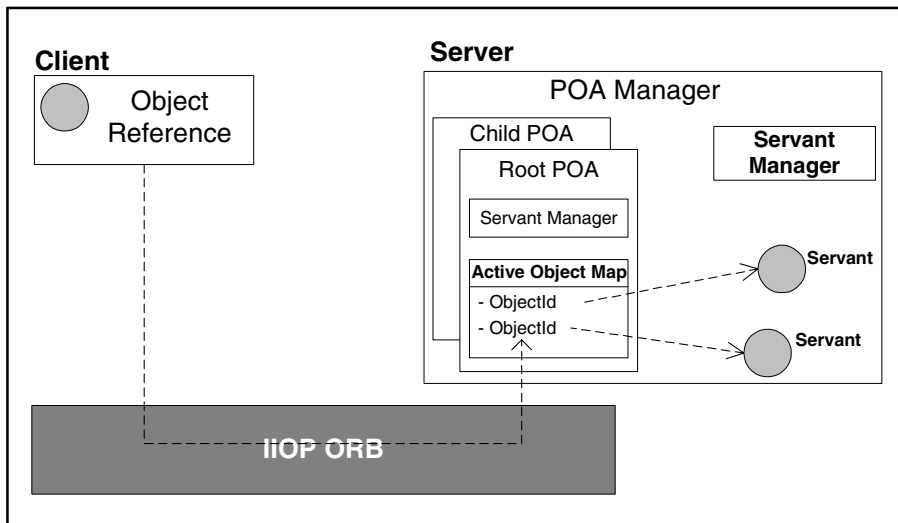 Client
Object
Reference
Server
POA Manager
Child POA
Root POA
Servant Manager
Active Object Map
- ObjectId
- ObjectId
Servant
Manager
Servant
Servant
IIOP ORB